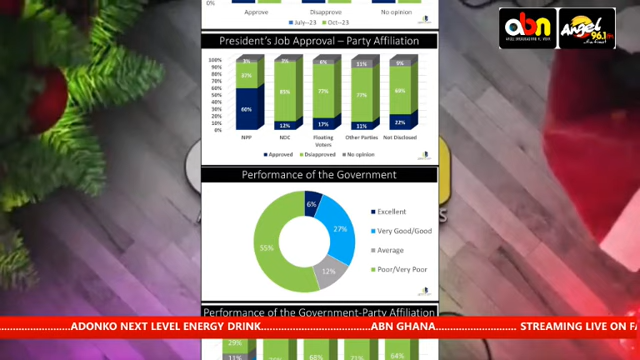 0%
Approve Disapprove No opinion
July--23 Oct--23
abn
Angel
96.1 fm
President's Job Approval – Party Affiliation
100%
90%
80%
70%
60%
50%
40%
30%
20%
10%
0%
3% 3% 6% 11% 9%
37% 85% 77% 77% 69%
60% 12% 17% 11% 22%
NPP NDC Floating Voters Other Parties Not Disclosed
Approved Dsiapproved No opinion
Performance of the Government
6%
27%
12%
55%
Excellent
Very Good/Good
Average
Poor/Very Poor
Performance of the Government-Party Affiliation
ADONKO NEXT LEVEL ENERGY DRINK ABN GHANA STREAMING LIVE ON FA
29%
11%
68% 71% 64%